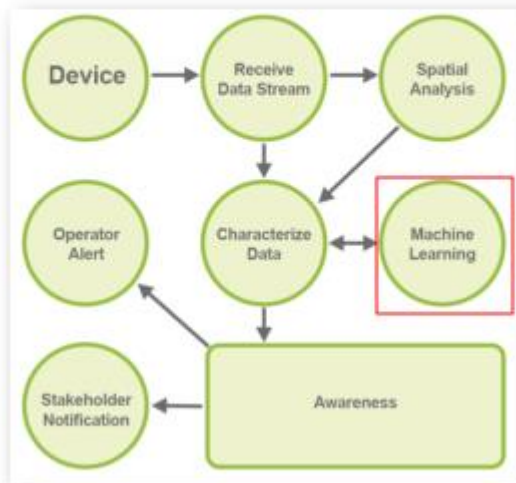 Device
Receive
Data Stream
Spatial
Analysis
Operator
Alert
Characterize
Data
Machine
Learning
Stakeholder
Notification
Awareness